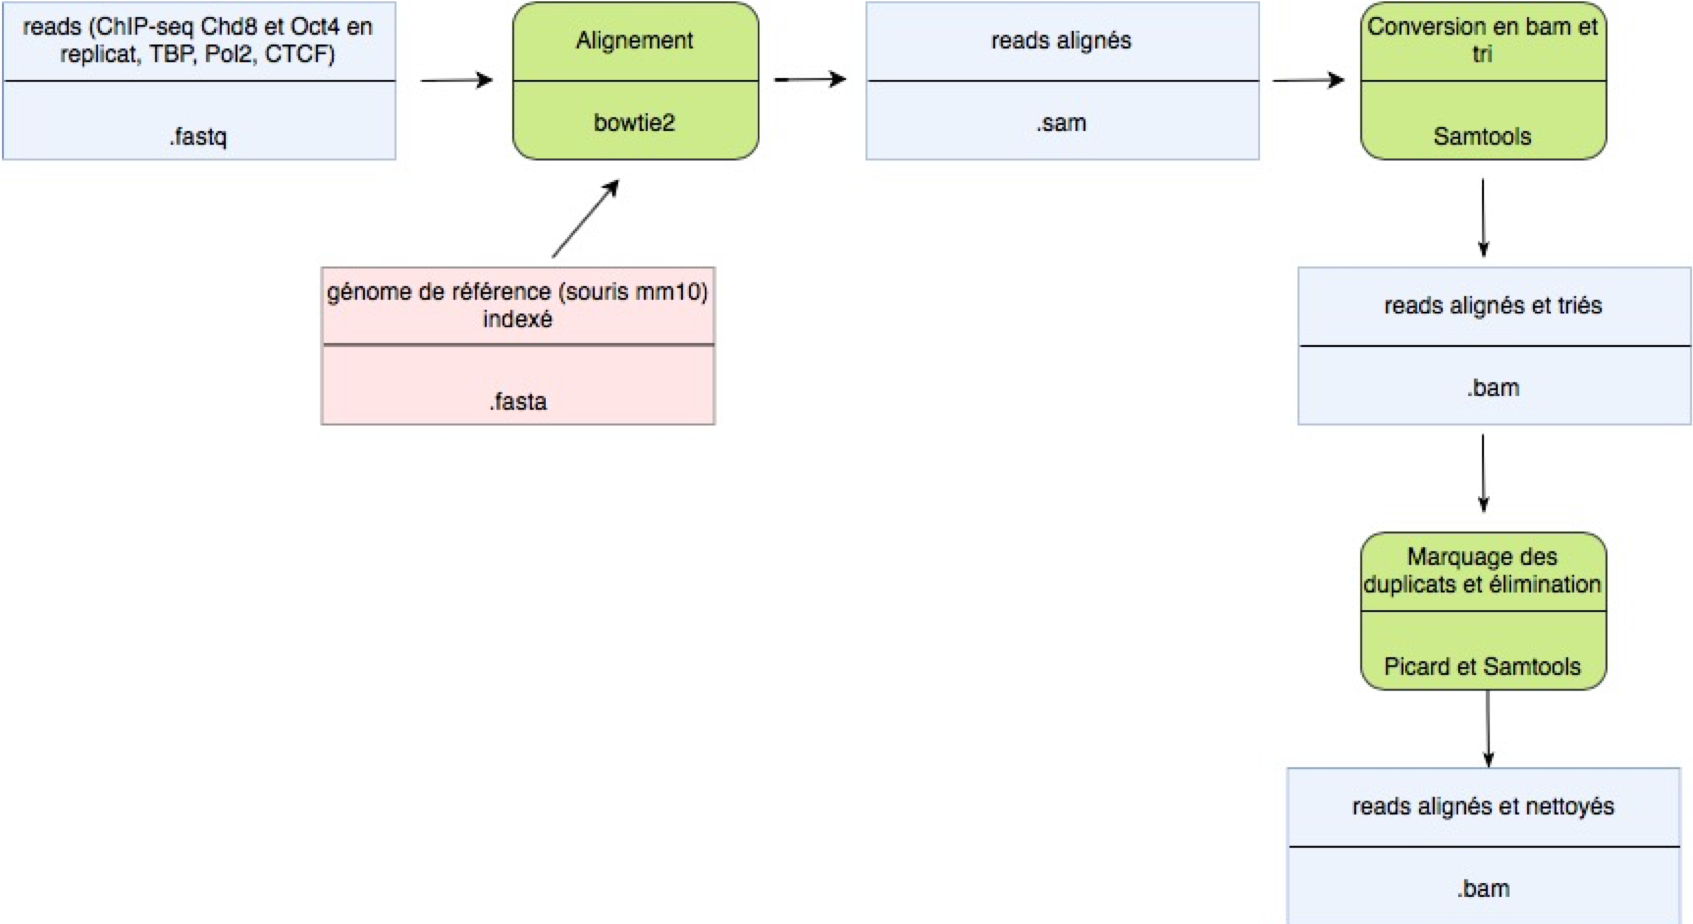 reads (ChIP-seq Chd8 et Oct4 en
replicat, TBP, Pol2, CTCF)
.fastq
Alignement
bowtie2
reads alignés
.sam
Conversion en bam et
tri
Samtools
génome de référence (souris mm10)
indexé
.fasta
reads alignés et triés
.bam
Marquage des
duplicats et élimination
Picard et Samtools
reads alignés et nettoyés
.bam